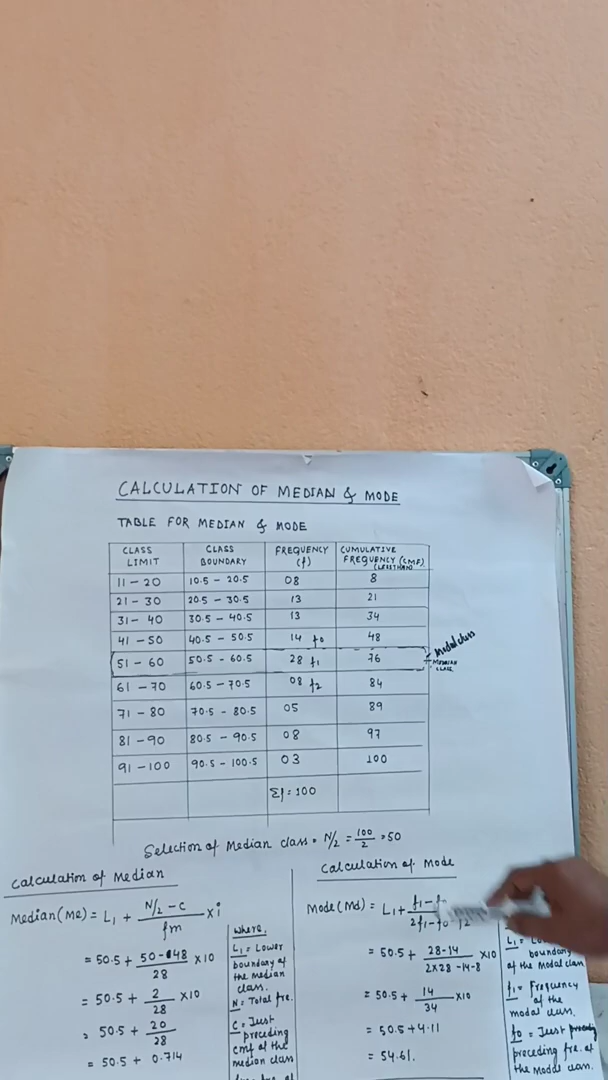 CALCULATION OF MEDIAN & MODE
TABLE FOR MEDIAN & MODE
CLASS LIMIT CLASS BOUNDARY FREQUENCY (f) CUMULATIVE FREQUENCY (CMF) (LESS THAN)
11 - 20 10.5 - 20.5 08 8
21 - 30 20.5 - 30.5 13 21
31 - 40 30.5 - 40.5 13 34
41 - 50 40.5 - 50.5 14 f0 48
51 - 60 50.5 - 60.5 28 f1 76 Modal class MEDIAN CLASS
61 - 70 60.5 - 70.5 08 f2 84
71 - 80 70.5 - 80.5 05 89
81 - 90 80.5 - 90.5 08 97
91 - 100 90.5 - 100.5 03 100
Σf = 100
Selection of Median class = N/2 = 100/2 = 50
Calculation of Median
Median (Me) = L1 + N/2 - C / fm × i
= 50.5 + 50 - 48 / 28 × 10
= 50.5 + 2 / 28 × 10
= 50.5 + 20 / 28
= 50.5 + 0.714
Where,
L1 = Lower
boundary of
the median
class.
N = Total fre.
C = Just
preceding
cmf of the
median class
Calculation of Mode
Mode (Md) = L1 + f1 - / 2f1 - f0 - f2
= 50.5 + 28 - 14 / 2 × 28 - 14 - 8 × 10
= 50.5 + 14 / 34 × 10
= 50.5 + 4.11
= 54.61.
L1 =
boundary
of the Modal class
f1 = Frequency
of the
modal class.
f0 = Just
preceding fre. of
the Modal class.